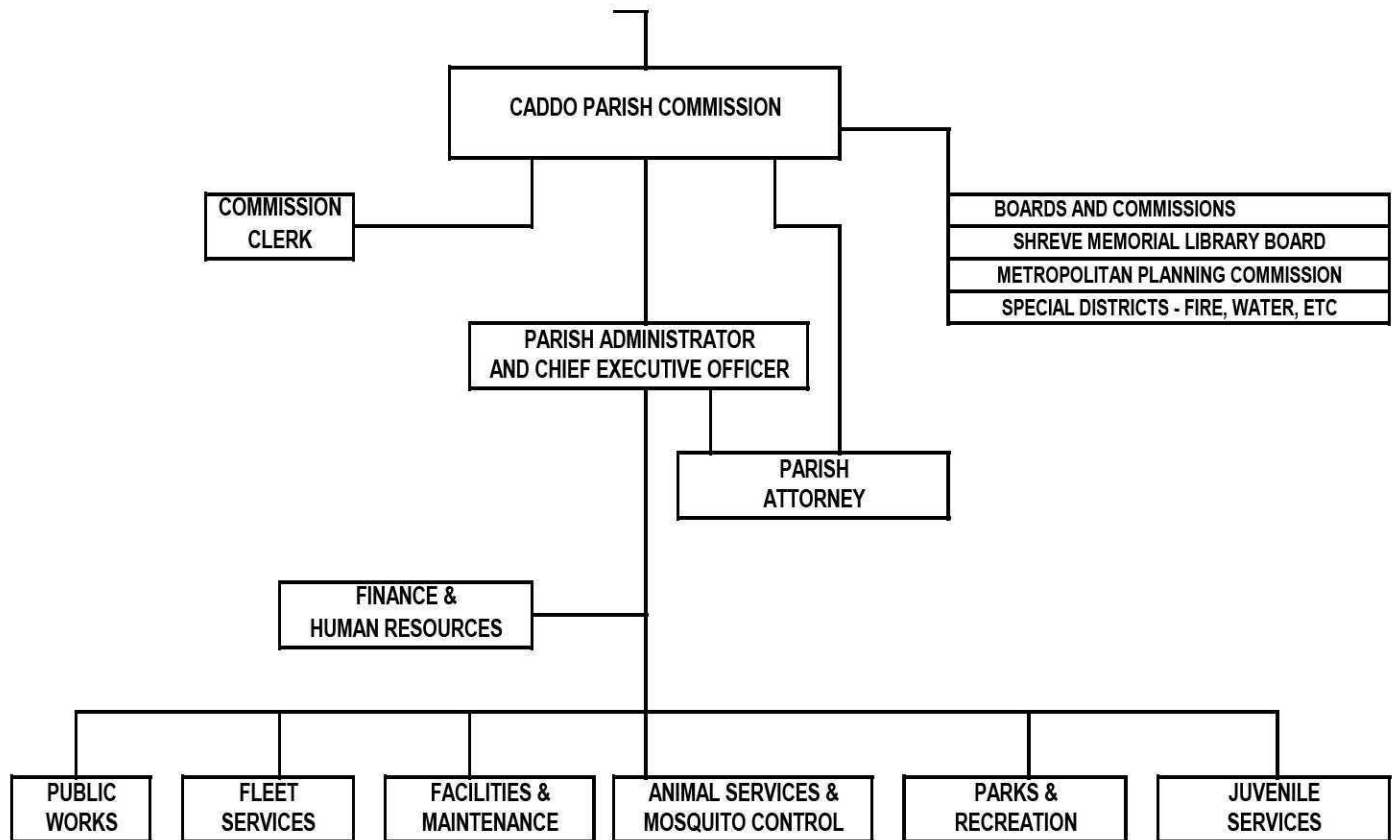 CADDO PARISH COMMISSION
COMMISSION
CLERK
BOARDS AND COMMISSIONS
SHREVE MEMORIAL LIBRARY BOARD
METROPOLITAN PLANNING COMMISSION
SPECIAL DISTRICTS - FIRE, WATER, ETC
PARISH ADMINISTRATOR
AND CHIEF EXECUTIVE OFFICER
PARISH
ATTORNEY
FINANCE &
HUMAN RESOURCES
PUBLIC
WORKS
FLEET
SERVICES
FACILITIES &
MAINTENANCE
ANIMAL SERVICES &
MOSQUITO CONTROL
PARKS &
RECREATION
JUVENILE
SERVICES